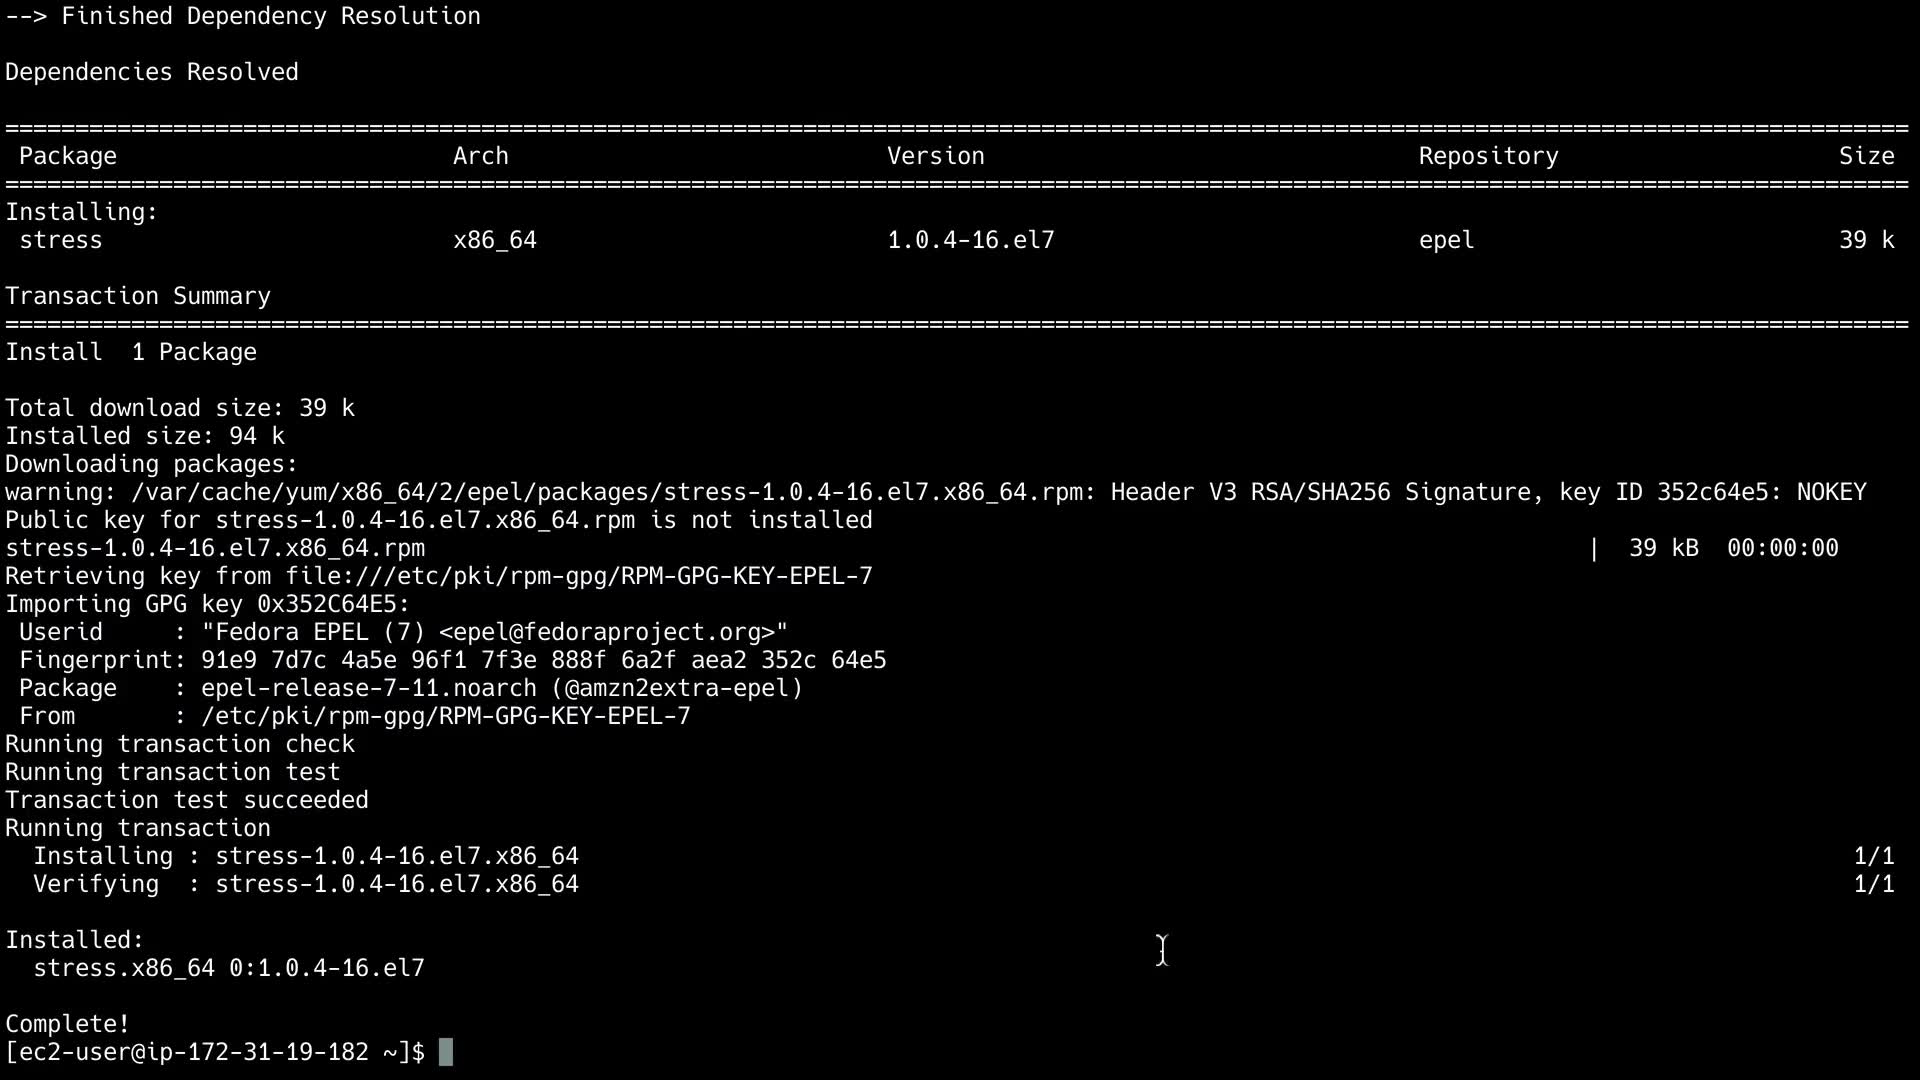 --> Finished Dependency Resolution
Dependencies Resolved
================================================================================================================================________
Package Arch Version Repository Size
========================================================================================================================================
Installing:
stress x86_64 1.0.4-16.el7 epel 39 k
Transaction Summary
========================================================================================================================================
Install 1 Package
Total download size: 39 k
Installed size: 94 k
Downloading packages:
warning: /var/cache/yum/x86_64/2/epel/packages/stress-1.0.4-16.el7.x86_64.rpm: Header V3 RSA/SHA256 Signature, key ID 352c64e5: NOKEY
Public key for stress-1.0.4-16.el7.x86_64.rpm is not installed
stress-1.0.4-16.el7.x86_64.rpm | 39 kB 00:00:00
Retrieving key from file:///etc/pki/rpm-gpg/RPM-GPG-KEY-EPEL-7
Importing GPG key 0x352C64E5:
Userid : "Fedora EPEL (7) <epel@fedoraproject.org>"
Fingerprint: 91e9 7d7c 4a5e 96f1 7f3e 888f 6a2f aea2 352c 64e5
Package : epel-release-7-11.noarch (@amzn2extra-epel)
From : /etc/pki/rpm-gpg/RPM-GPG-KEY-EPEL-7
Running transaction check
Running transaction test
Transaction test succeeded
Running transaction
Installing : stress-1.0.4-16.el7.x86_64 1/1
Verifying : stress-1.0.4-16.el7.x86_64 1/1
Installed:
stress.x86_64 0:1.0.4-16.el7
Complete!
[ec2-user@ip-172-31-19-182 ~]$